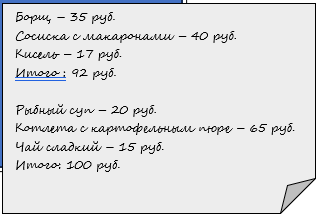 Борщ – 35 руб.
Сосиска с макаронами – 40 руб.
Кисель – 17 руб.
Итого : 92 руб.
Рыбный суп – 20 руб.
Котлета с картофельным пюре – 65 руб.
Чай сладкий – 15 руб.
Итого: 100 руб.